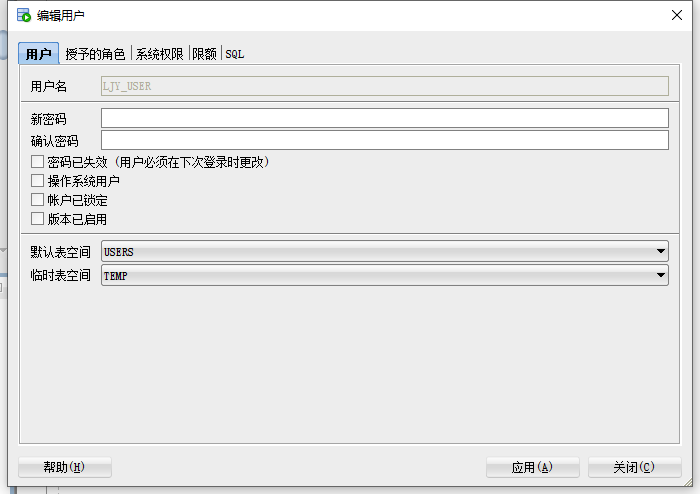 编辑用户
用户 授予的角色 系统权限 限额 SQL
用户名 LJY_USER
新密码
确认密码
密码已失效 (用户必须在下次登录时更改)
操作系统用户
帐户已锁定
版本已启用
默认表空间 USERS
临时表空间 TEMP
帮助(H) 应用(A) 关闭(C)